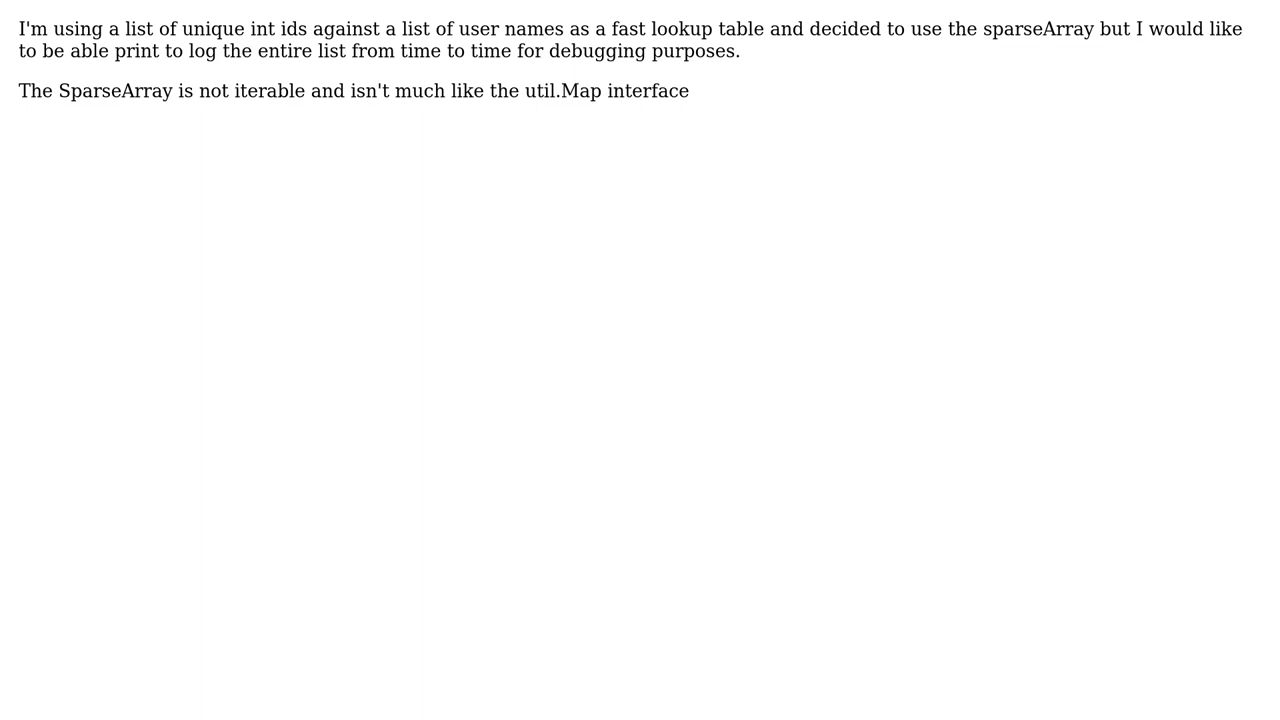 I'm using a list of unique int ids against a list of user names as a fast lookup table and decided to use the sparseArray but I would like
to be able print to log the entire list from time to time for debugging purposes.
The SparseArray is not iterable and isn't much like the util.Map interface